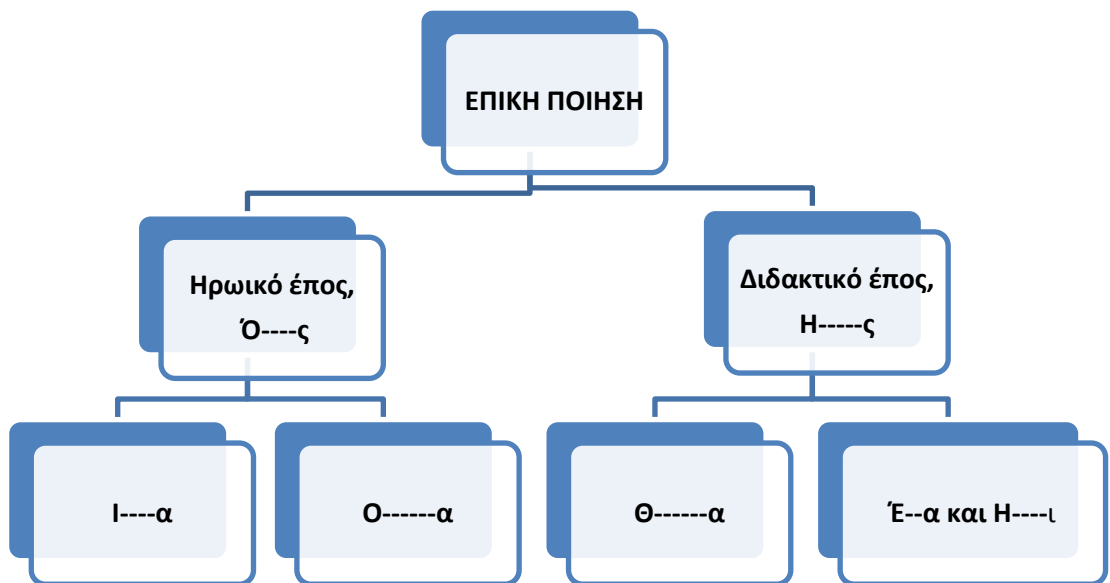 ΕΠΙΚΗ ΠΟΙΗΣΗ
Ηρωικό έπος,
Ό----ς
Διδακτικό έπος,
Η-----ς
Ι----α
Ο------α
Θ------α
Έ--α και Η----ι